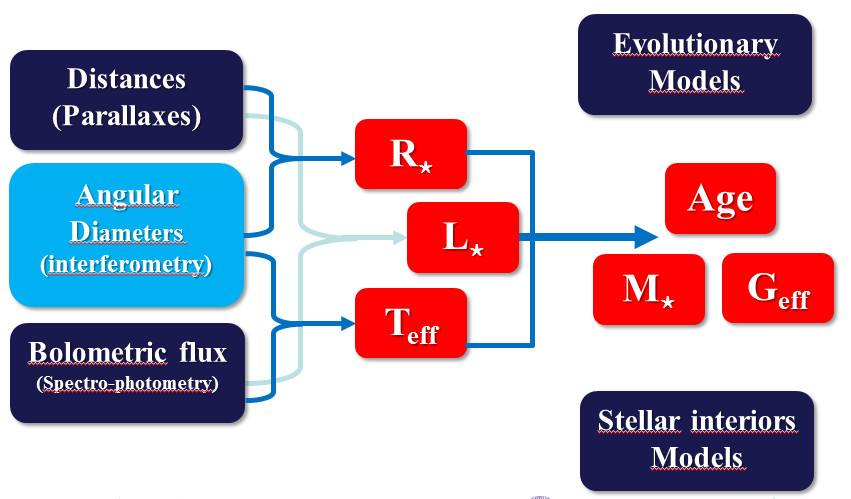 Distances
(Parallaxes)
Angular
Diameters
(interferometry)
Bolometric flux
(Spectro-photometry)
R★
L★
Teff
Evolutionary
Models
Age
M★
Geff
Stellar interiors
Models